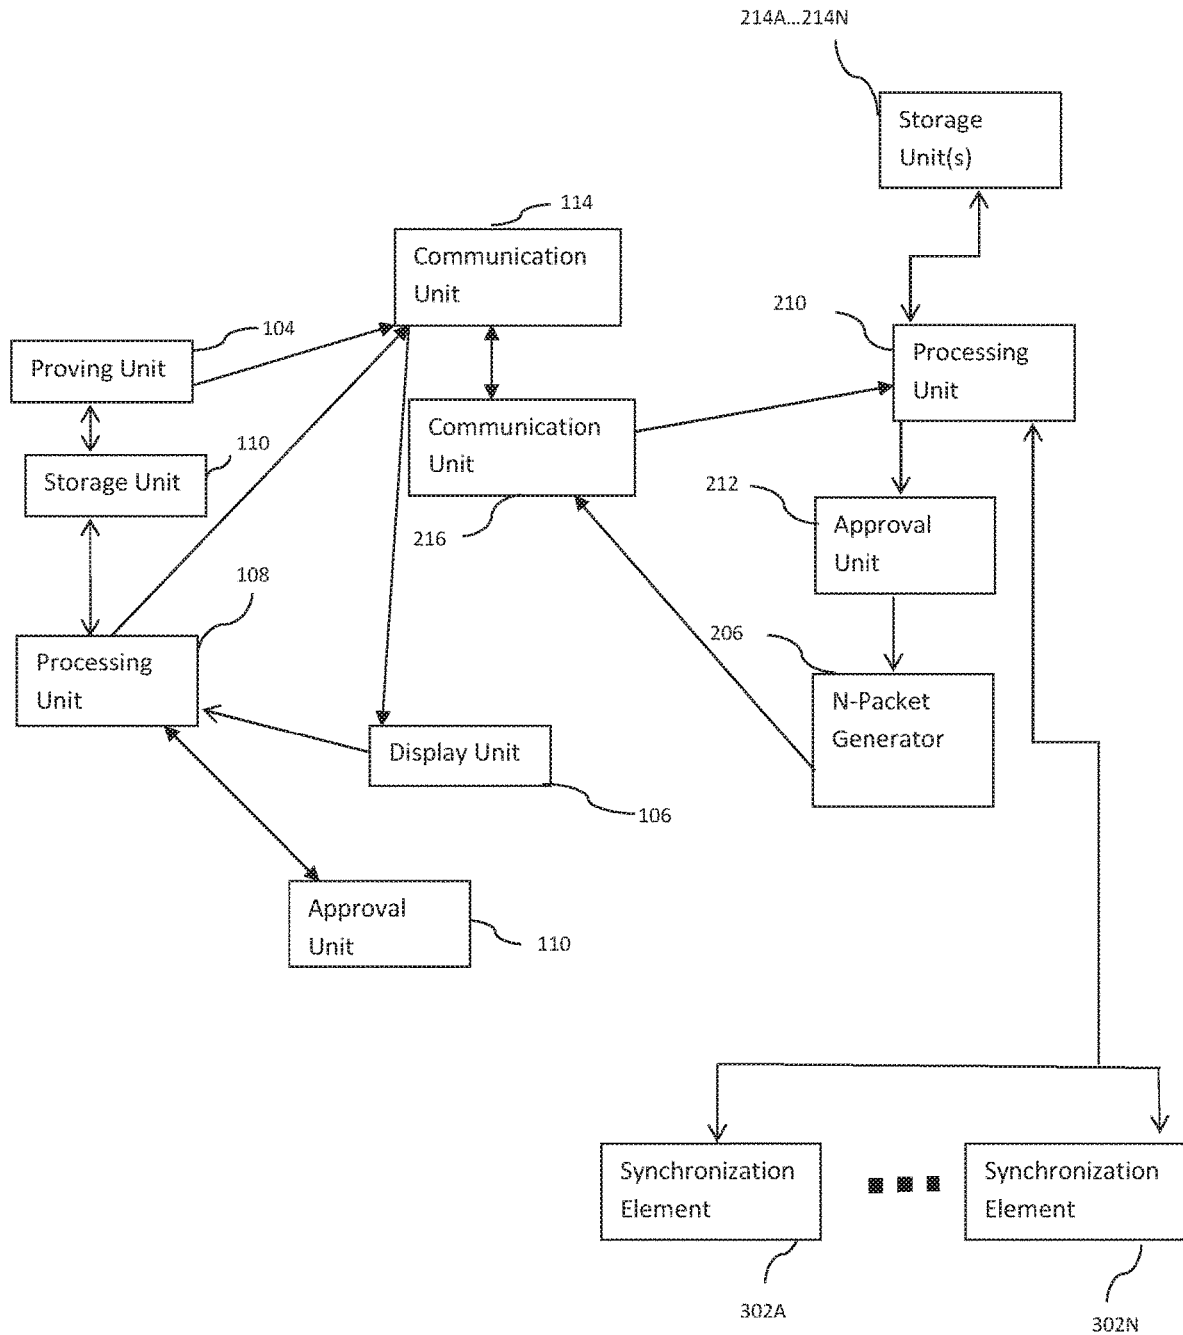 214A...214N
Storage
Unit(s)
114
Communication
Unit
210
Processing
Unit
104
Proving Unit
Communication
Unit
110
Storage Unit
212
Approval
Unit
216
108
206
Processing
Unit
N-Packet
Generator
Display Unit
106
Approval
Unit
110
Synchronization
Element
Synchronization
Element
302A
302N